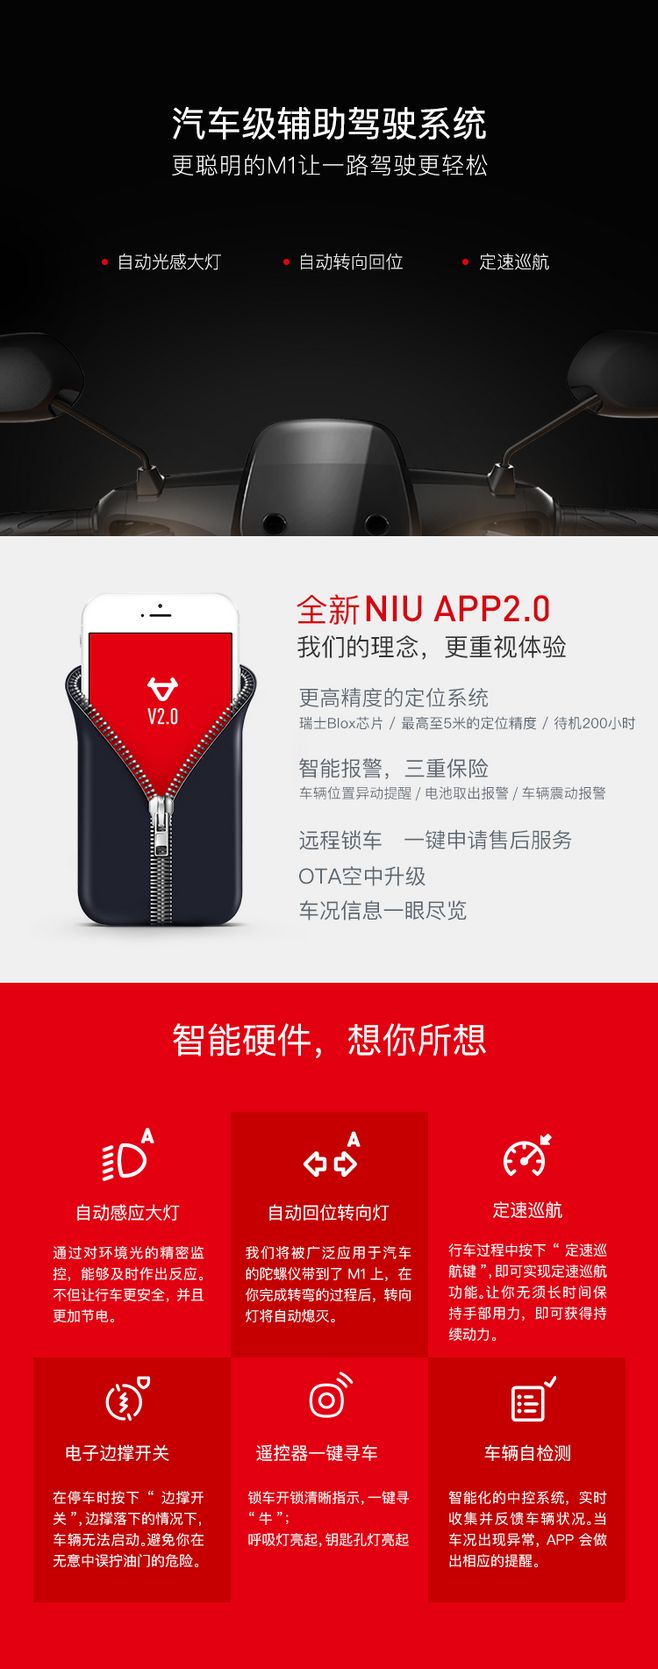 汽车级辅助驾驶系统
更聪明的M1让一路驾驶更轻松
• 自动光感大灯 • 自动转向回位 • 定速巡航
V2.0
全新NIU APP2.0
我们的理念，更重视体验
更高精度的定位系统
瑞士Blox芯片 / 最高至5米的定位精度 / 待机200小时
智能报警，三重保险
车辆位置异动提醒 / 电池取出报警 / 车辆震动报警
远程锁车 一键申请售后服务
OTA空中升级
车况信息一眼尽览
智能硬件，想你所想
A
自动感应大灯
通过对环境光的精密监
控，能够及时作出反应。
不但让行车更安全，并且
更加节电。
A
自动回位转向灯
我们将被广泛应用于汽车
的陀螺仪带到了 M1 上，在
你完成转弯的过程后，转向
灯将自动熄灭。
定速巡航
行车过程中按下 “ 定速巡
航键 ”，即可实现定速巡航
功能。让你无须长时间保
持手部用力，即可获得持
续动力。
电子边撑开关
在停车时按下 “ 边撑开
关 ”，边撑落下的情况下，
车辆无法启动。避免你在
无意中误拧油门的危险。
遥控器一键寻车
锁车开锁清晰指示，一键寻
“ 牛 ”；
呼吸灯亮起，钥匙孔灯亮起
车辆自检测
智能化的中控系统，实时
收集并反馈车辆状况。当
车况出现异常，APP 会做
出相应的提醒。